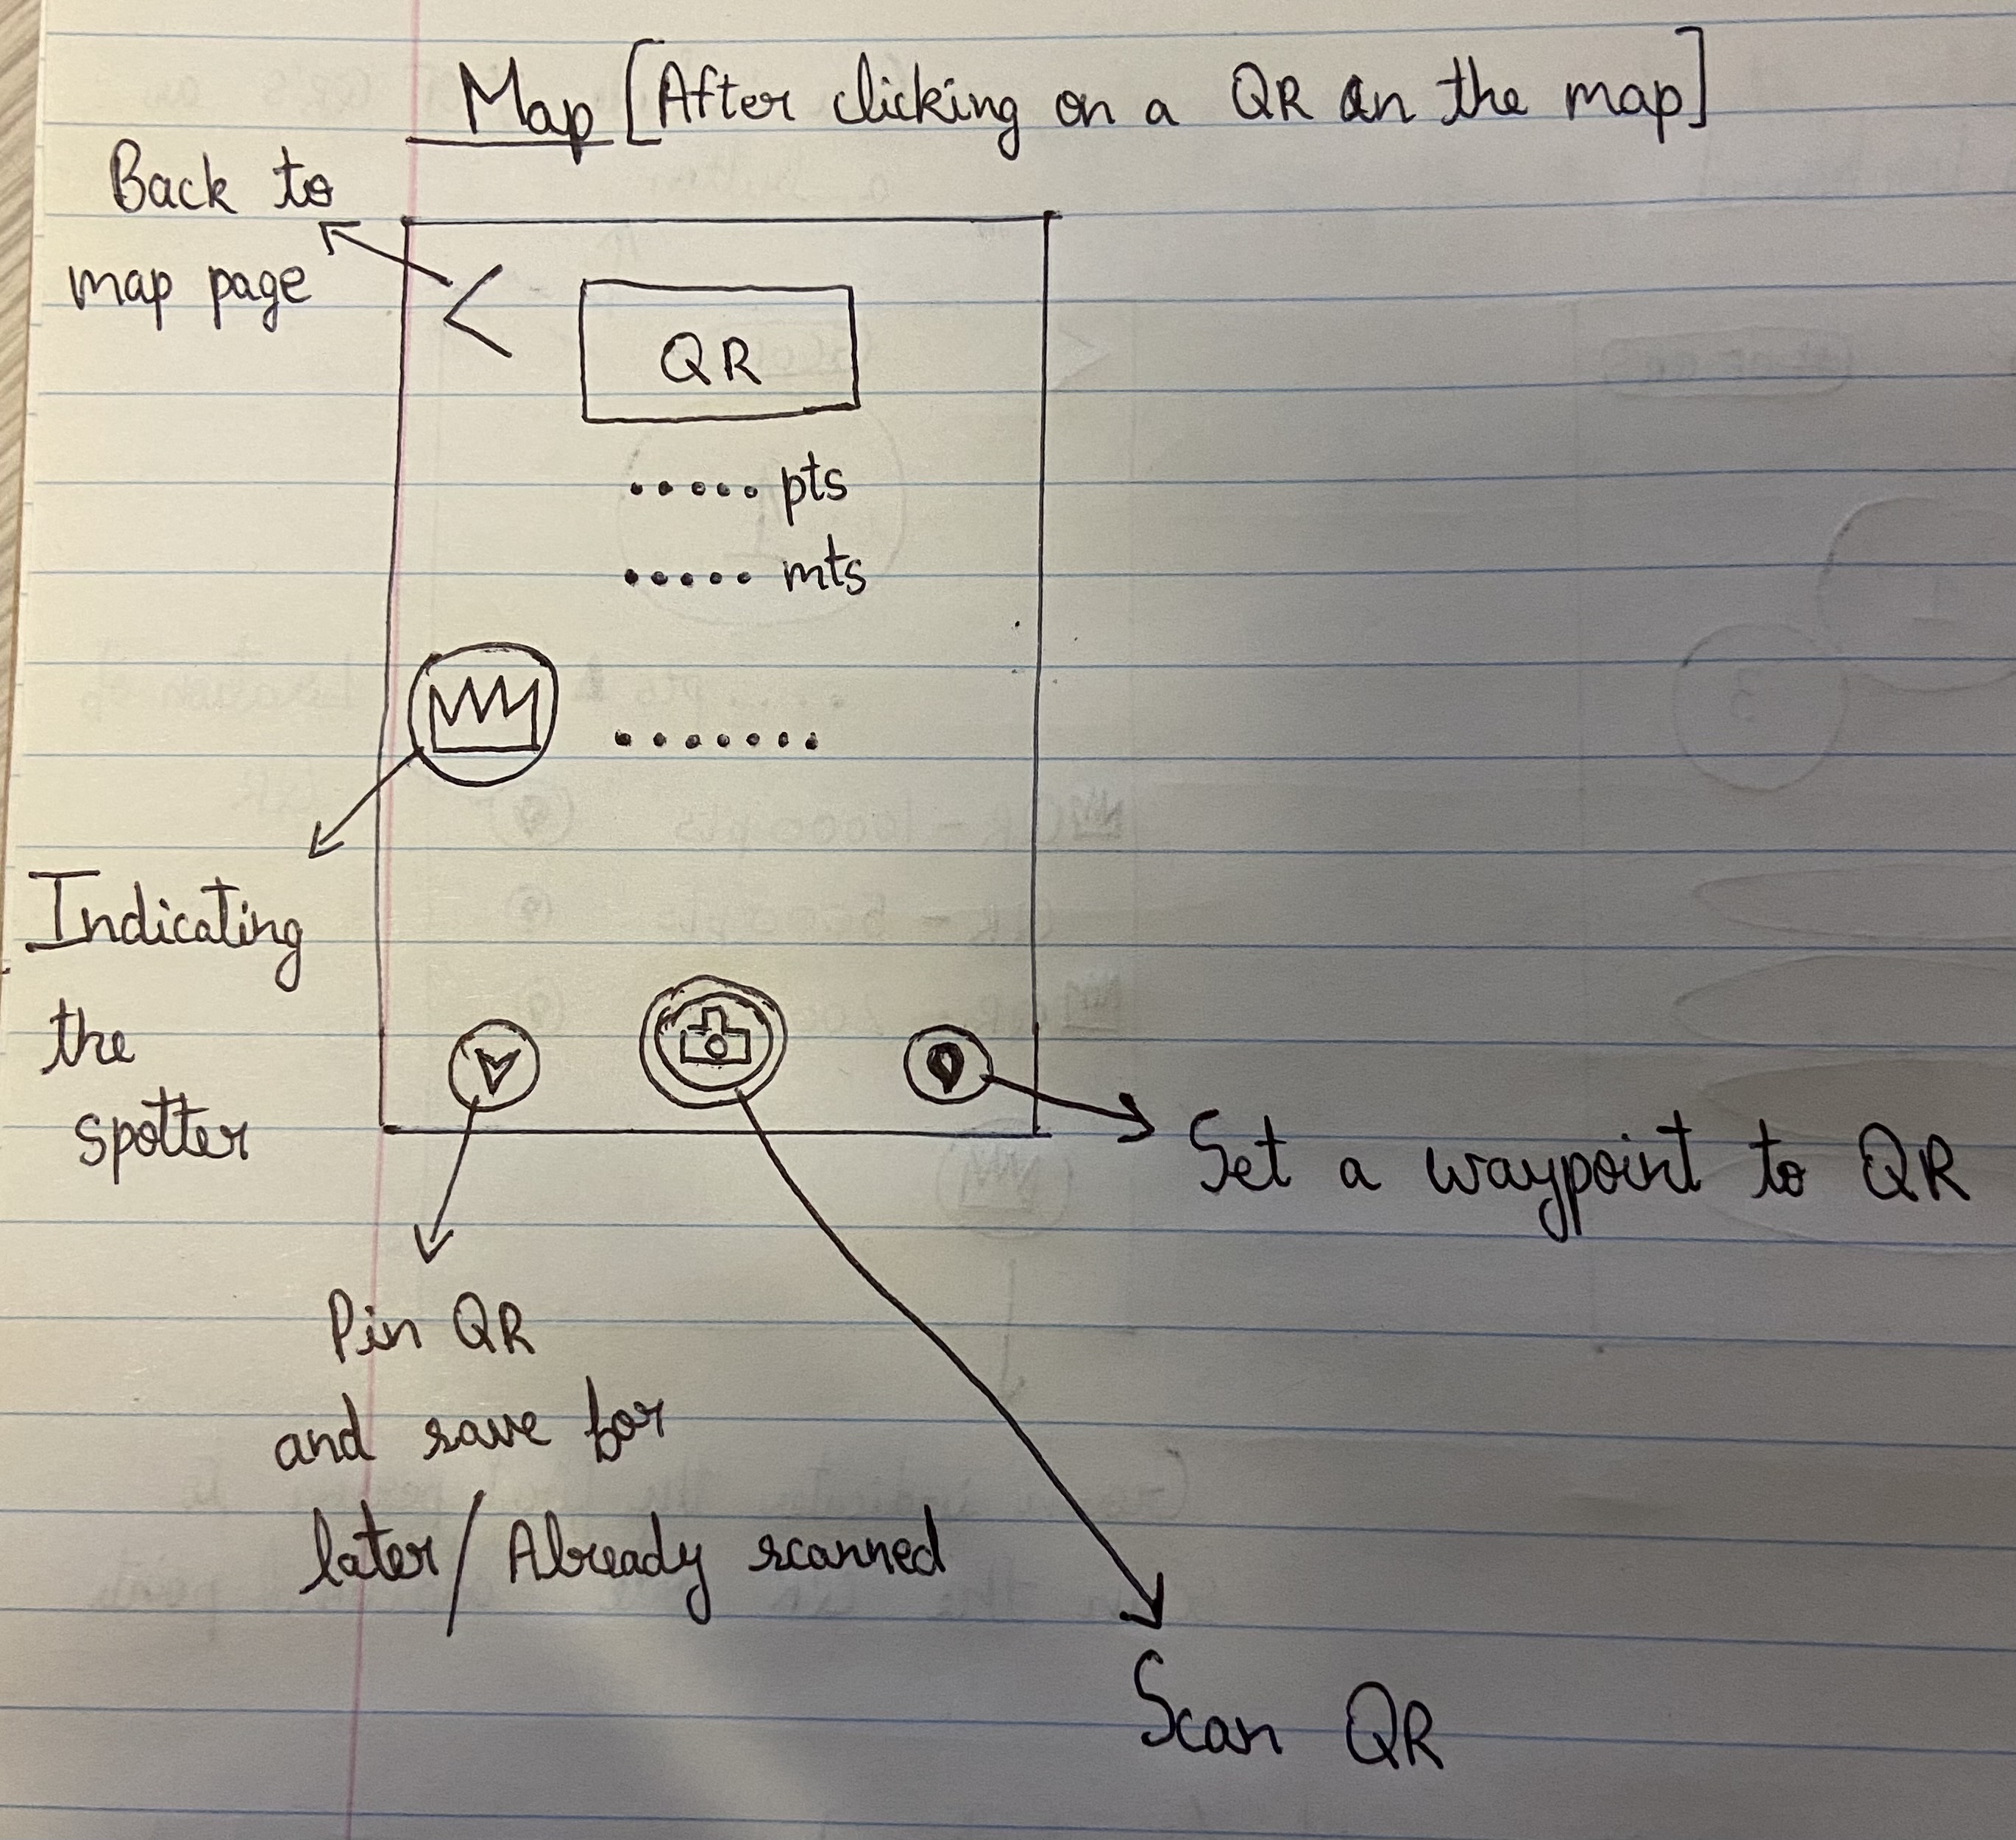 Map [After clicking on a QR on the map]
Back to
map page
<
QR
..... pts
..... mts
.......
Indicating
the
spotter
Set a waypoint to QR
Pin QR
and save for
later/Already scanned
Scan QR